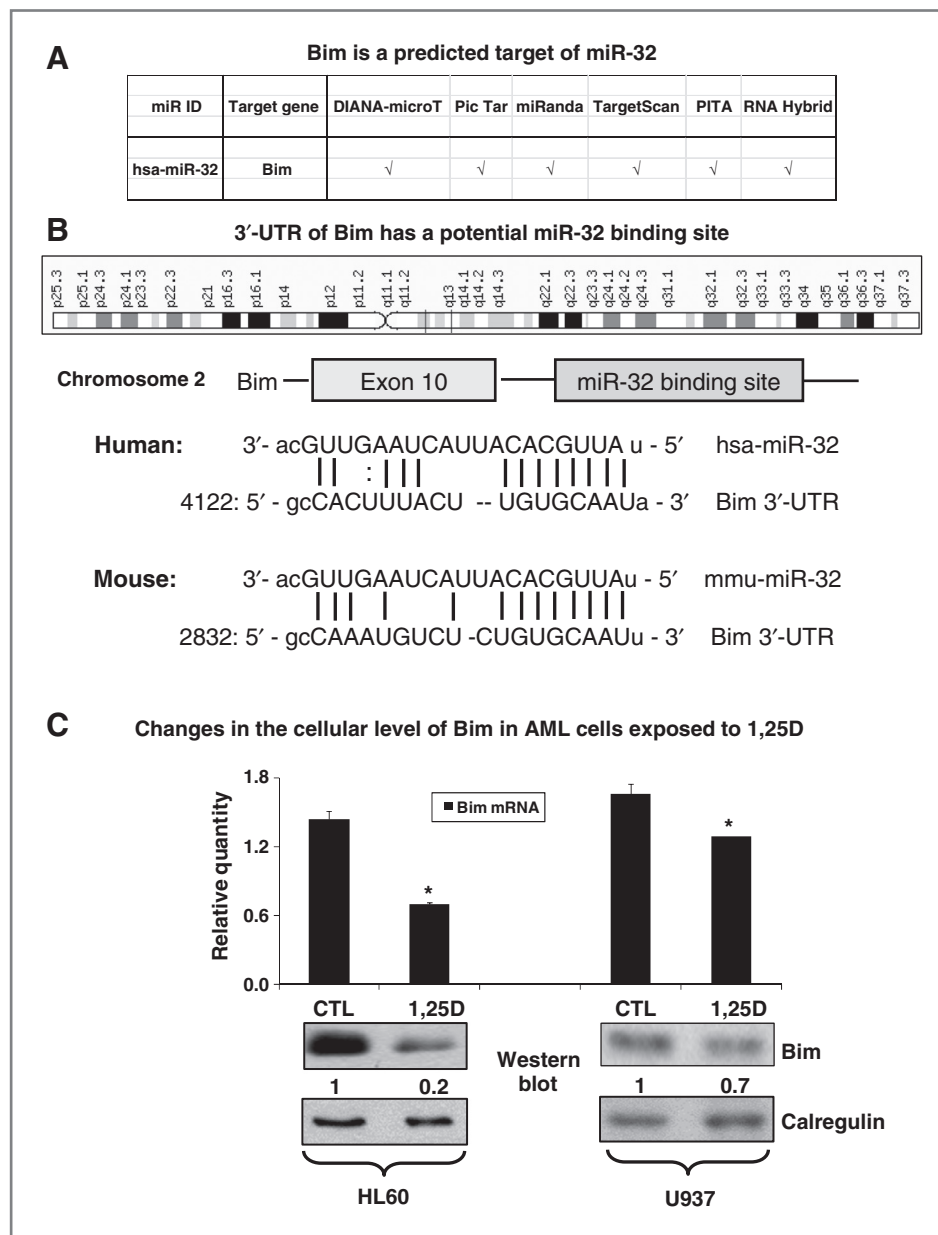 A Bim is a predicted target of miR-32
miR ID Target gene DIANA-microT Pic Tar miRanda TargetScan PITA RNA Hybrid
hsa-miR-32 Bim √ √ √ √ √ √
B 3′-UTR of Bim has a potential miR-32 binding site
p25.3 p25.1 p24.3 p24.1 p23.3 p22.3 p21 p16.3 p16.1 p14 p12 p11.2 q11.1 q11.2 q13 q14.1 q14.2 q14.3 q22.1 q22.3 q23.3 q24.1 q24.2 q24.3 q31.1 q32.1 q32.3 q33.1 q33.3 q34 q35 q36.1 q36.3 q37.1 q37.3
Chromosome 2 Bim Exon 10 miR-32 binding site
Human: 3′- acGUUGAAUCAUUACACGUUA u - 5′ hsa-miR-32
:
4122: 5′ - gcCACUUUACU -- UGUGCAAUa - 3′ Bim 3′-UTR
Mouse: 3′- acGUUGAAUCAUUACACGUUAu - 5′ mmu-miR-32
2832: 5′ - gcCAAAUGUCU -CUGUGCAAUu - 3′ Bim 3′-UTR
C Changes in the cellular level of Bim in AML cells exposed to 1,25D
Relative quantity
1.8
1.2
0.6
0.0
Bim mRNA
* *
CTL 1,25D CTL 1,25D
Western blot
Bim
1 0.2 1 0.7
Calregulin
HL60 U937